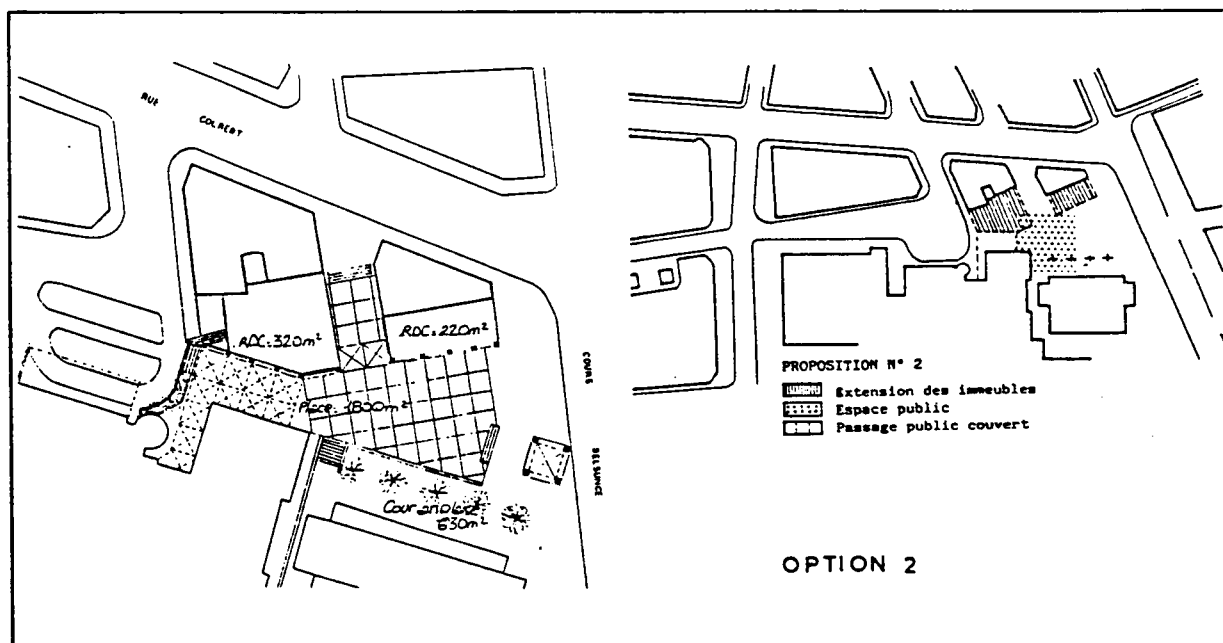 RUE
COLBERT
RDC=320m²
RDC=220m²
Place 1800m²
COURS
BELSUNCE
Cour anglaise
630m²
PROPOSITION N° 2
Extension des immeubles
Espace public
Passage public couvert
OPTION 2